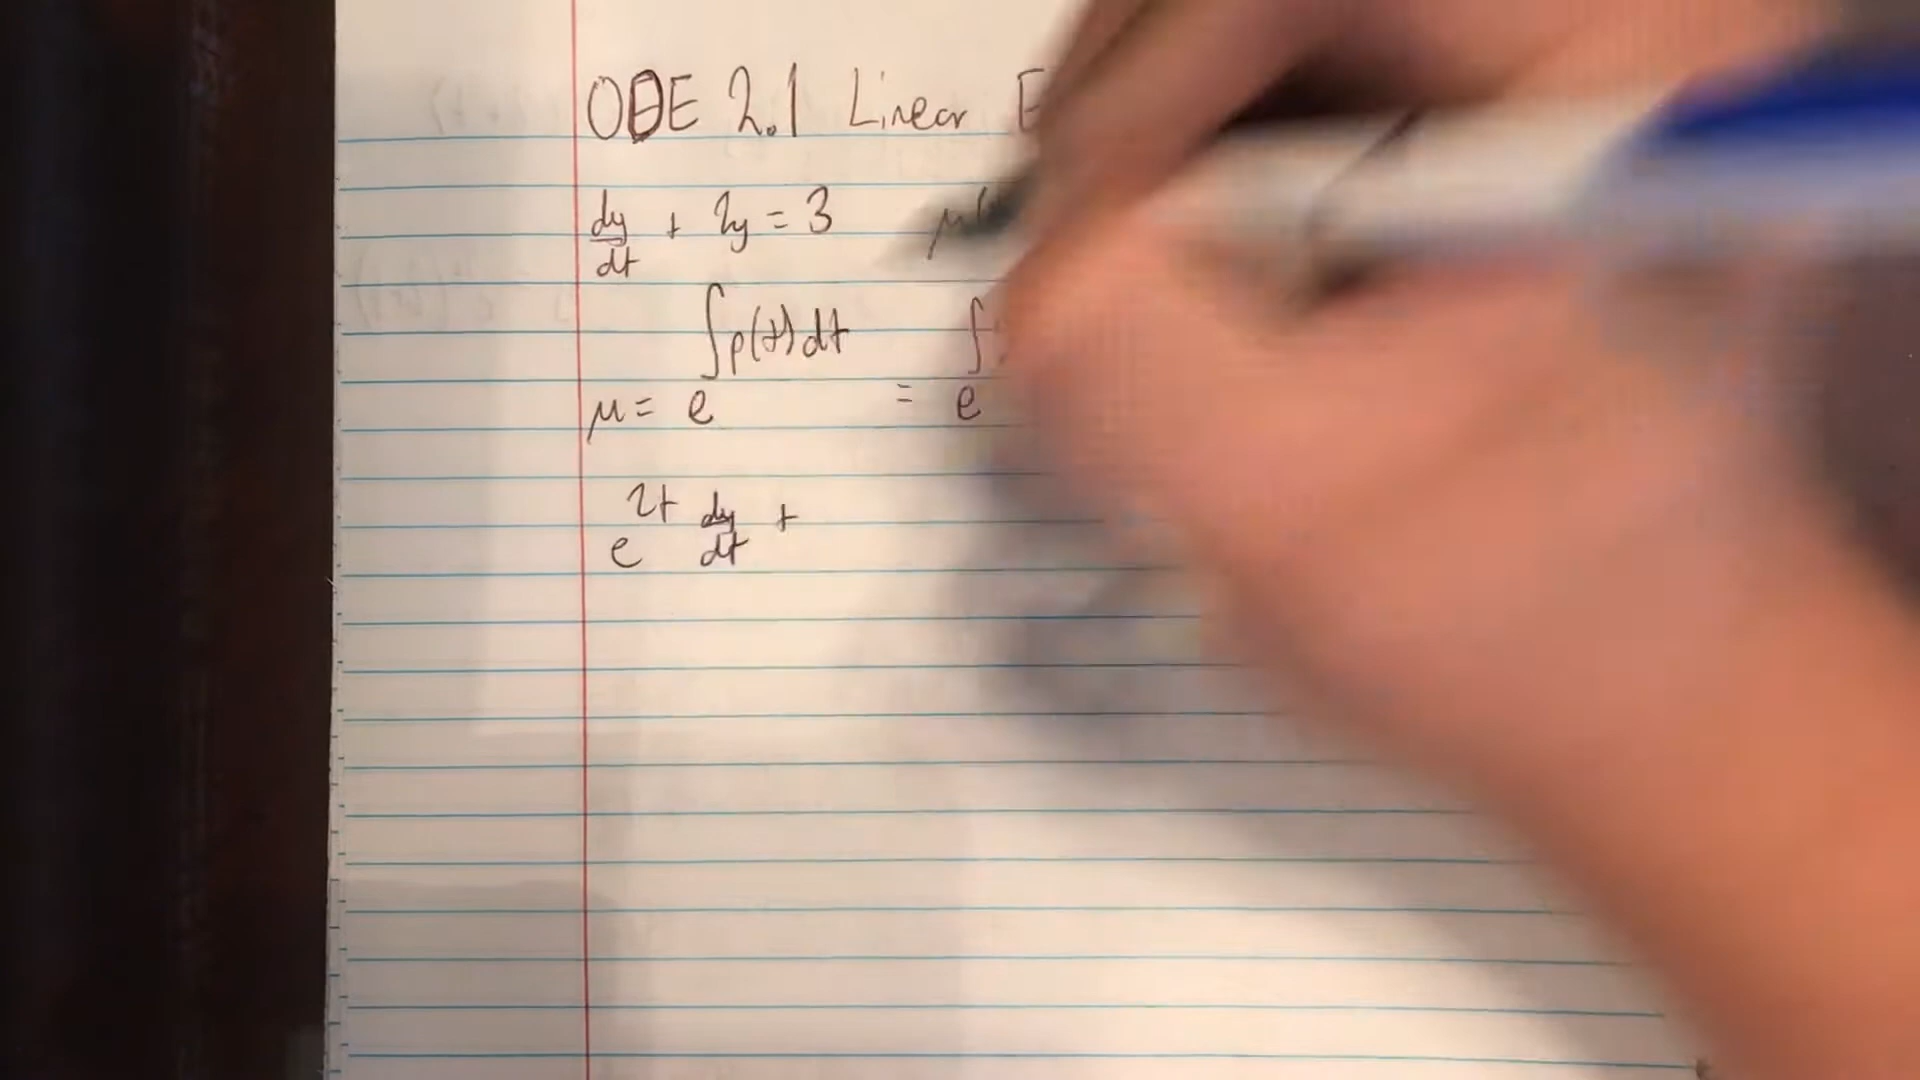 ODE 2.1 Linear E
dy/dt + 2y = 3 μ(
μ = e^∫p(t)dt = e^∫
e^2t dy/dt +